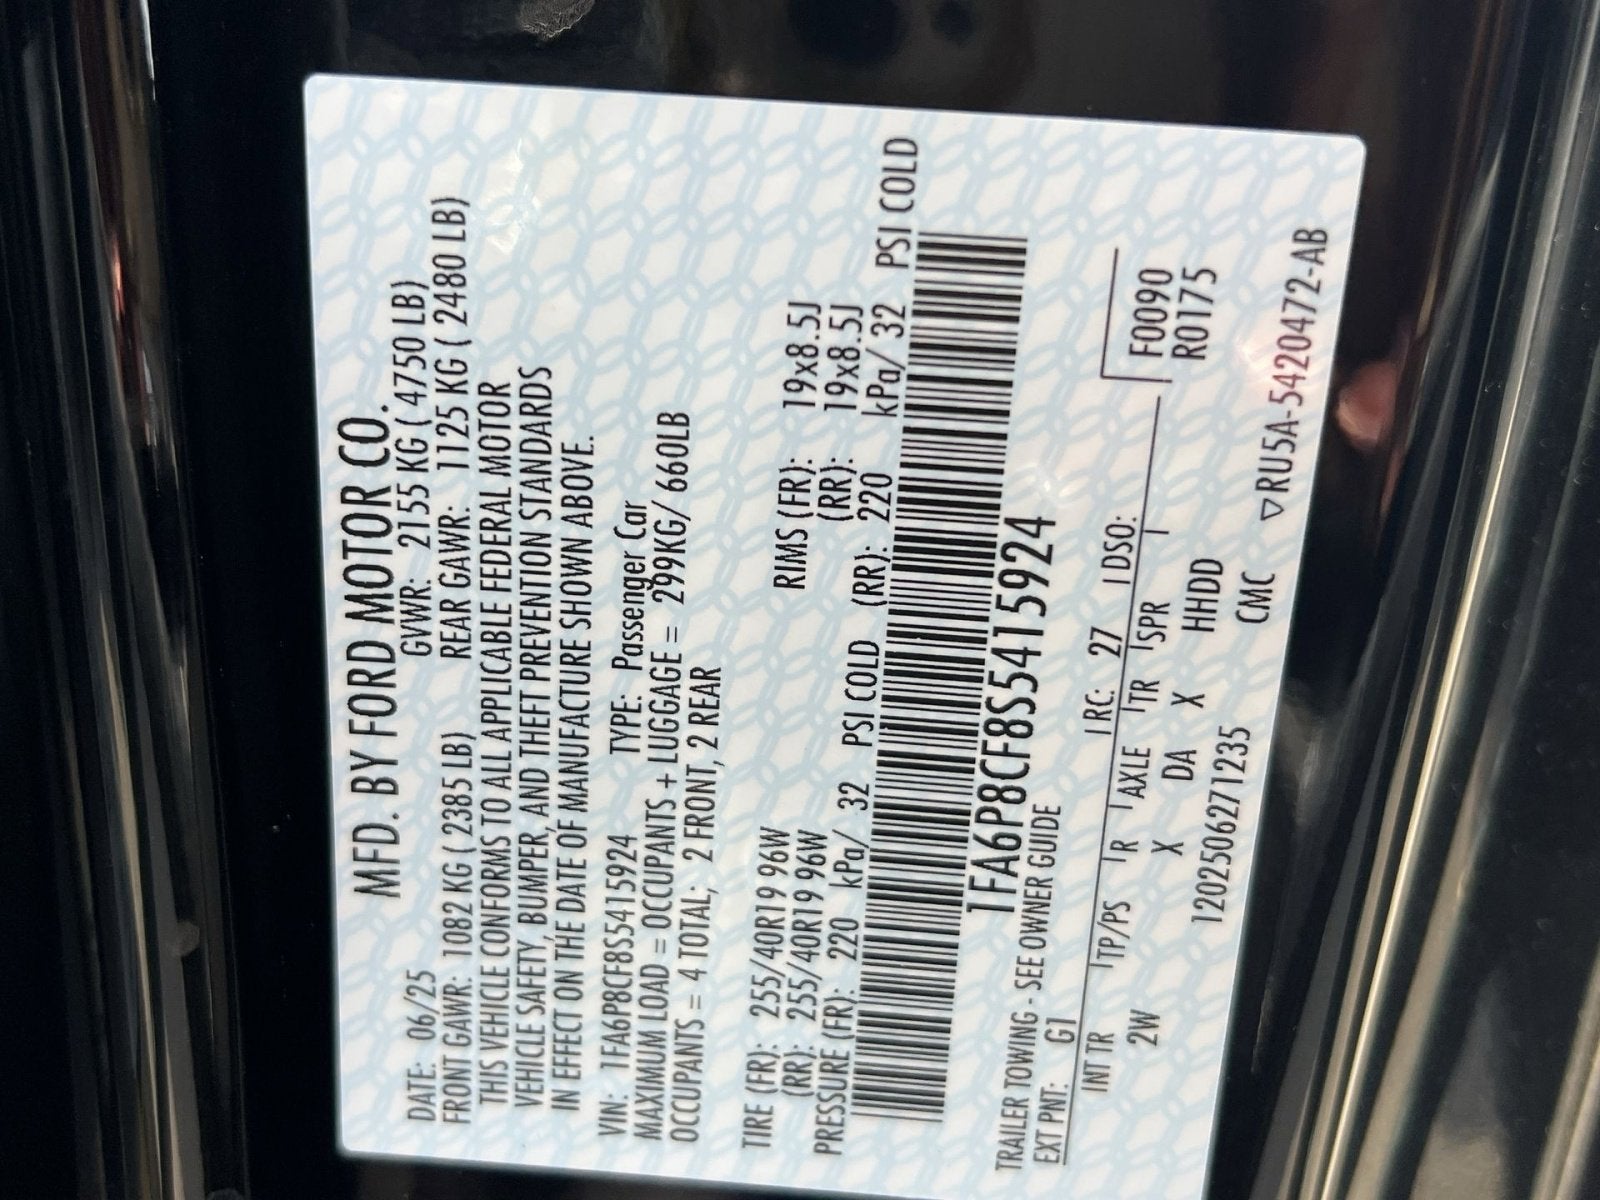 MFD. BY FORD MOTOR CO.
DATE: 06/25 GVWR: 2155 KG ( 4750 LB)
FRONT GAWR: 1082 KG ( 2385 LB) REAR GAWR: 1125 KG ( 2480 LB)
THIS VEHICLE CONFORMS TO ALL APPLICABLE FEDERAL MOTOR
VEHICLE SAFETY, BUMPER, AND THEFT PREVENTION STANDARDS
IN EFFECT ON THE DATE OF MANUFACTURE SHOWN ABOVE.
VIN: 1FA6P8CF8S5415924 TYPE: Passenger Car
MAXIMUM LOAD = OCCUPANTS + LUGGAGE = 299KG/ 660LB
OCCUPANTS = 4 TOTAL; 2 FRONT, 2 REAR
TIRE (FR): 255/40R19 96W RIMS (FR): 19x8.5J
(RR): 255/40R19 96W (RR): 19x8.5J
PRESSURE (FR): 220 kPa/ 32 PSI COLD (RR): 220 kPa/ 32 PSI COLD
1FA6P8CF8S5415924
TRAILER TOWING - SEE OWNER GUIDE
EXT PNT: G1 RC: 27 DSO:
INT TR TP/PS R AXLE TR SPR F0090
2W X DA X HHDD R0175
1202506271235 CMC ▽RU5A-5420472-AB